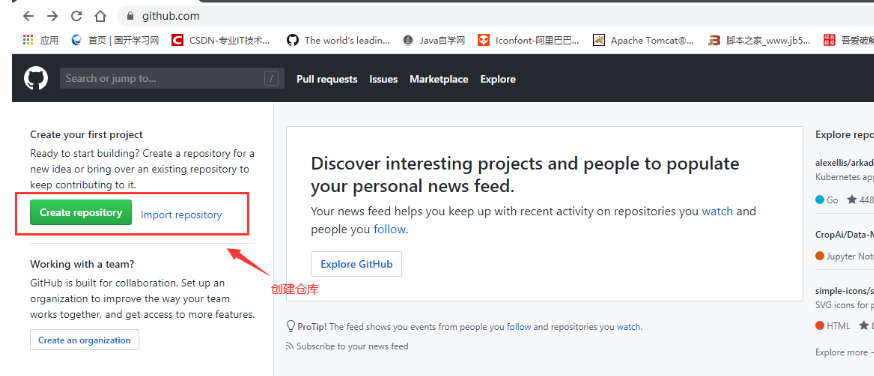 github.com
应用 首页 | 国开学习网 CSDN-专业IT技术... The world's leadin... Java自学网 Iconfont-阿里巴巴... Apache Tomcat®... 脚本之家_www.jb5... 吾爱破解
Search or jump to... / Pull requests Issues Marketplace Explore
Create your first project
Ready to start building? Create a repository for a
new idea or bring over an existing repository to
keep contributing to it.
Create repository Import repository
创建仓库
Working with a team?
GitHub is built for collaboration. Set up an
organization to improve the way your team
works together, and get access to more features.
Create an organization
Discover interesting projects and people to populate
your personal news feed.
Your news feed helps you keep up with recent activity on repositories you watch and
people you follow.
Explore GitHub
ProTip! The feed shows you events from people you follow and repositories you watch.
Subscribe to your news feed
Explore repo
alexellis/arkad
Kubernetes app
Go 448
CropAi/Data-M
Jupyter Note
simple-icons/s
SVG icons for p
HTML 8
Explore more